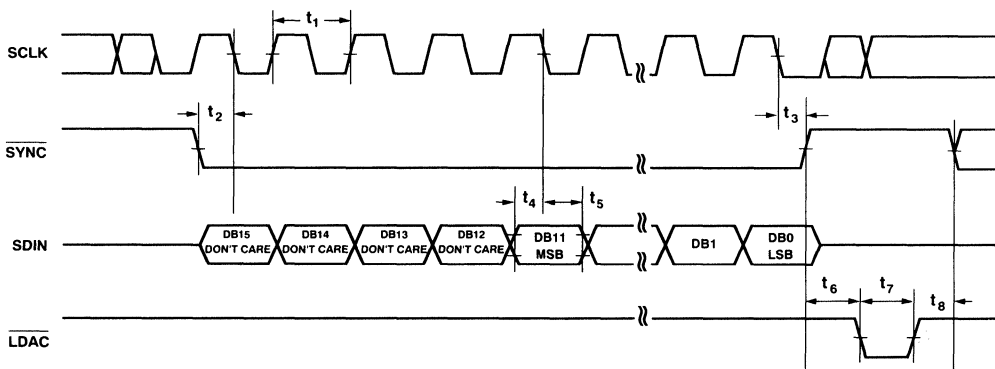 t1
SCLK
t2
t3
SYNC
t4
t5
SDIN
DB15
DON'T CARE
DB14
DON'T CARE
DB13
DON'T CARE
DB12
DON'T CARE
DB11
MSB
DB1
DB0
LSB
t6
t7
t8
LDAC